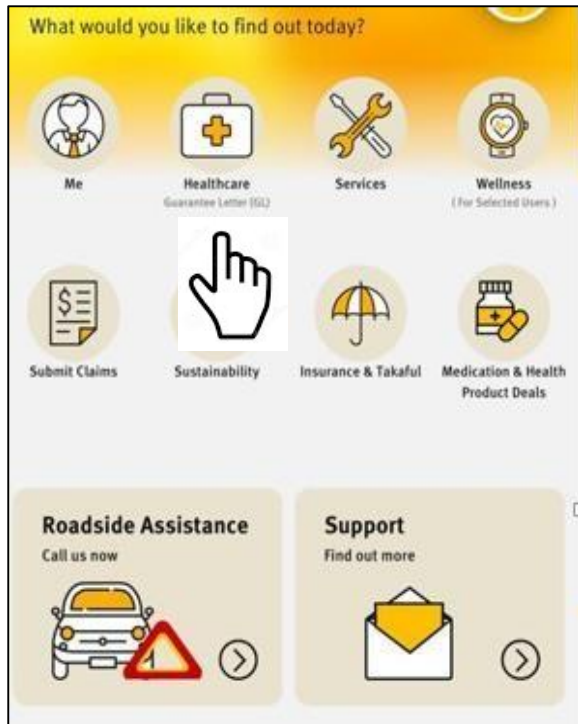 What would you like to find out today?
Me
Healthcare
Guarantee Letter (GL)
Services
Wellness
(For Selected Users)
Submit Claims
Sustainability
Insurance & Takaful
Medication & Health
Product Deals
Roadside Assistance
Call us now
Support
Find out more